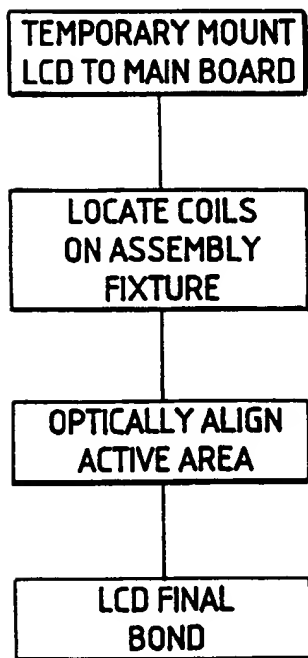 TEMPORARY MOUNT
LCD TO MAIN BOARD
LOCATE COILS
ON ASSEMBLY
FIXTURE
OPTICALLY ALIGN
ACTIVE AREA
LCD FINAL
BOND